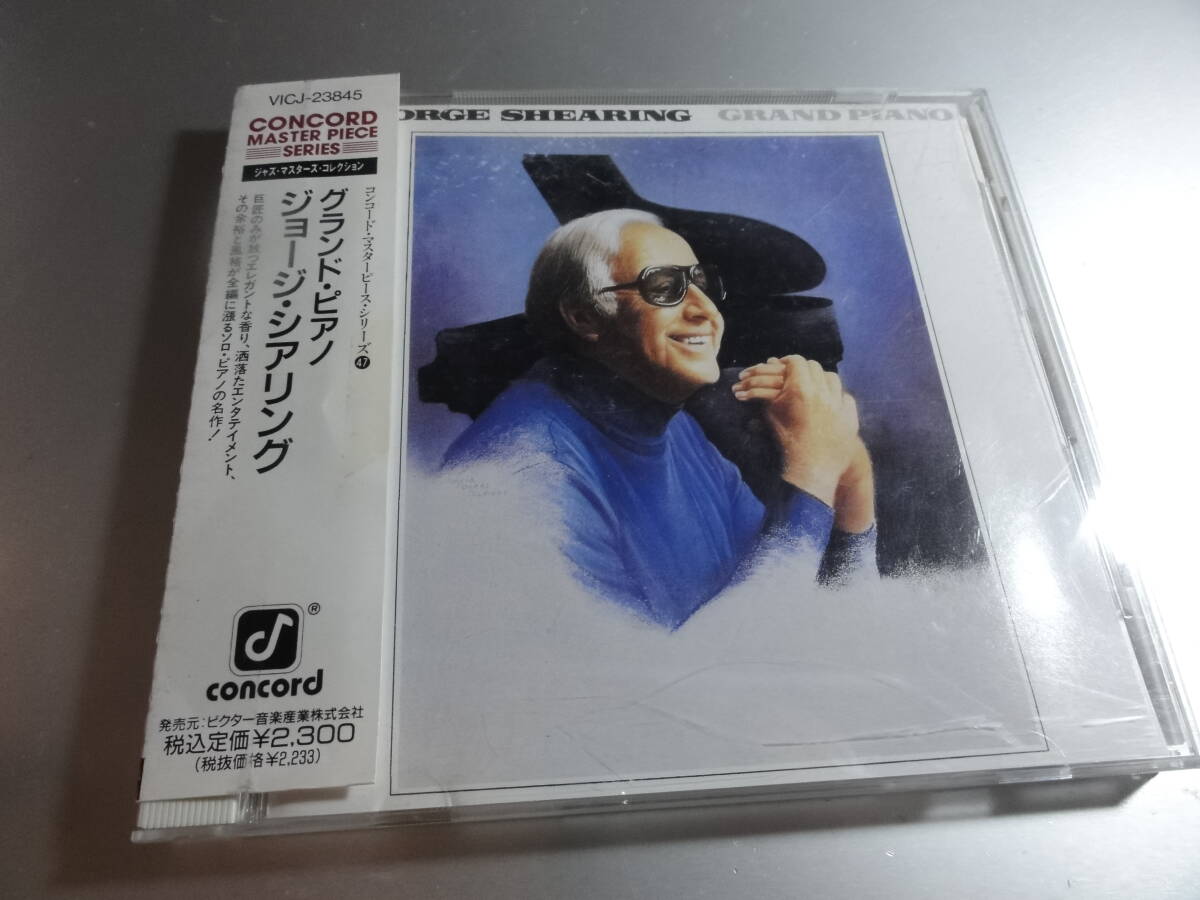 VICJ-23845
CONCORD
MASTER PIECE
SERIES
ジャズ・マスターズ・コレクション
コンコード・マスターピース・シリーズ㊼
グランド・ピアノ
ジョージ・シアリング
巨匠のみが放つエレガントな香り、洒落たエンタテイメント、
その余裕と風格が全編に漲るソロ・ピアノの名作!
®
concord
発売元:ビクター音楽産業株式会社
税込定価¥2,300
(税抜価格¥2,233)
ORGE SHEARING GRAND PIANO